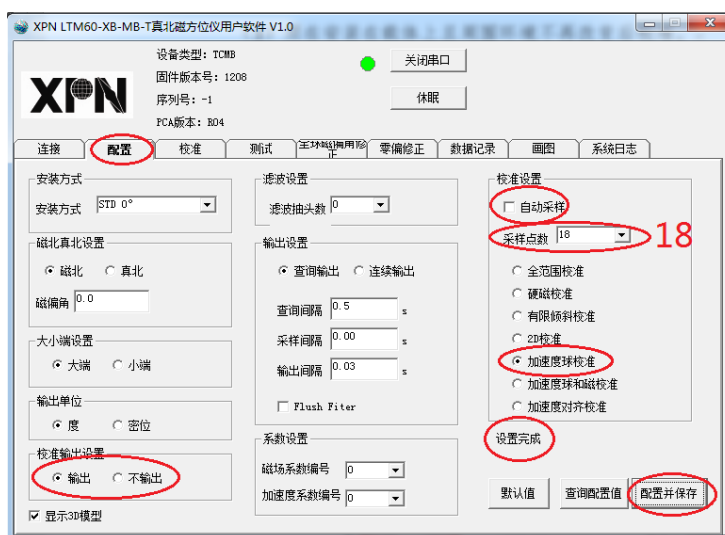 XPN LTM60-XB-MB-T真北磁方位仪用户软件 V1.0
设备类型: TCMB
关闭串口
固件版本号: 1208
XPN
序列号: -1
休眠
PCA版本: R04
连接 配置 校准 测试 全球磁偏角修正 零偏修正 数据记录 画图 系统日志
安装方式
安装方式 STD 0°
磁北真北设置
磁北 真北
磁偏角 0.0
大小端设置
大端 小端
输出单位
度 密位
校准输出设置
输出 不输出
显示3D模型
滤波设置
滤波抽头数 0
输出设置
查询输出 连续输出
查询间隔 0.5 s
采样间隔 0.00 s
输出间隔 0.03 s
Flush Fiter
系数设置
磁场系数编号 0
加速度系数编号 0
校准设置
自动采样
采样点数 18 18
全范围校准
硬磁校准
有限倾斜校准
2D校准
加速度球校准
加速度球和磁校准
加速度对齐校准
设置完成
默认值 查询配置值 配置并保存